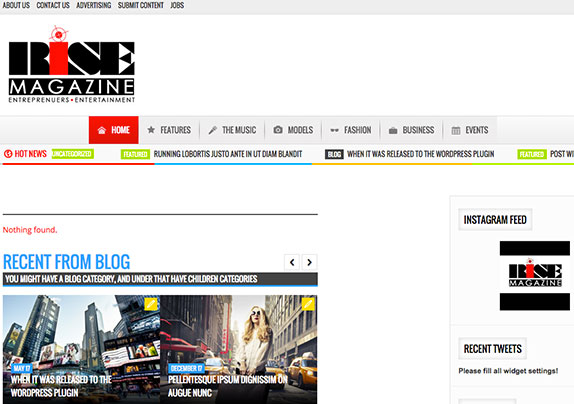 ABOUT US CONTACT US ADVERTISING SUBMIT CONTENT JOBS
RISE
MAGAZINE
ENTREPRENUERS • ENTERTAINMENT
HOME FEATURES THE MUSIC MODELS FASHION BUSINESS EVENTS
HOT NEWS UNCATEGORIZED FEATURED RUNNING LOBORTIS JUSTO ANTE IN UT DIAM BLANDIT BLOG WHEN IT WAS RELEASED TO THE WORDPRESS PLUGIN FEATURED POST WI
INSTAGRAM FEED
Nothing found.
RISE
MAGAZINE
RECENT FROM BLOG
YOU MIGHT HAVE A BLOG CATEGORY, AND UNDER THAT HAVE CHILDREN CATEGORIES
MAY 17
WHEN IT WAS RELEASED TO THE
WORDPRESS PLUGIN
DECEMBER 17
PELLENTESQUE IPSUM DIGNISSIM ON
AUGUE NUNC
RECENT TWEETS
Please fill all widget settings!